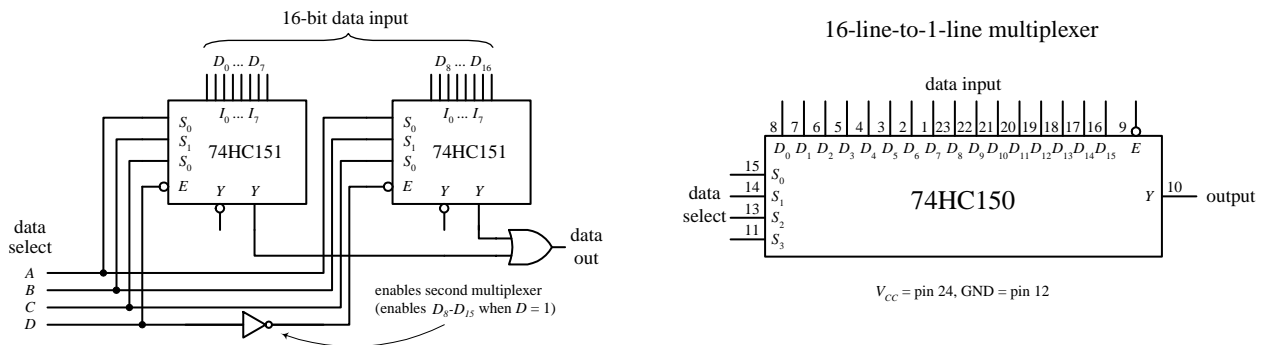 16-bit data input
D0 ... D7
D8 ... D16
I0 ... I7
I0 ... I7
S0
S1
S0
E
74HC151
Y
Y
S0
S1
S0
E
74HC151
Y
Y
data
select
A
B
C
D
data
out
enables second multiplexer
(enables D8-D15 when D = 1)
16-line-to-1-line multiplexer
data input
8 7 6 5 4 3 2 1 23 22 21 20 19 18 17 16 9
D0 D1 D2 D3 D4 D5 D6 D7 D8 D9 D10 D11 D12 D13 D14 D15 E
data
select
15 S0
14 S1
13 S2
11 S3
74HC150
Y 10 output
VCC = pin 24, GND = pin 12